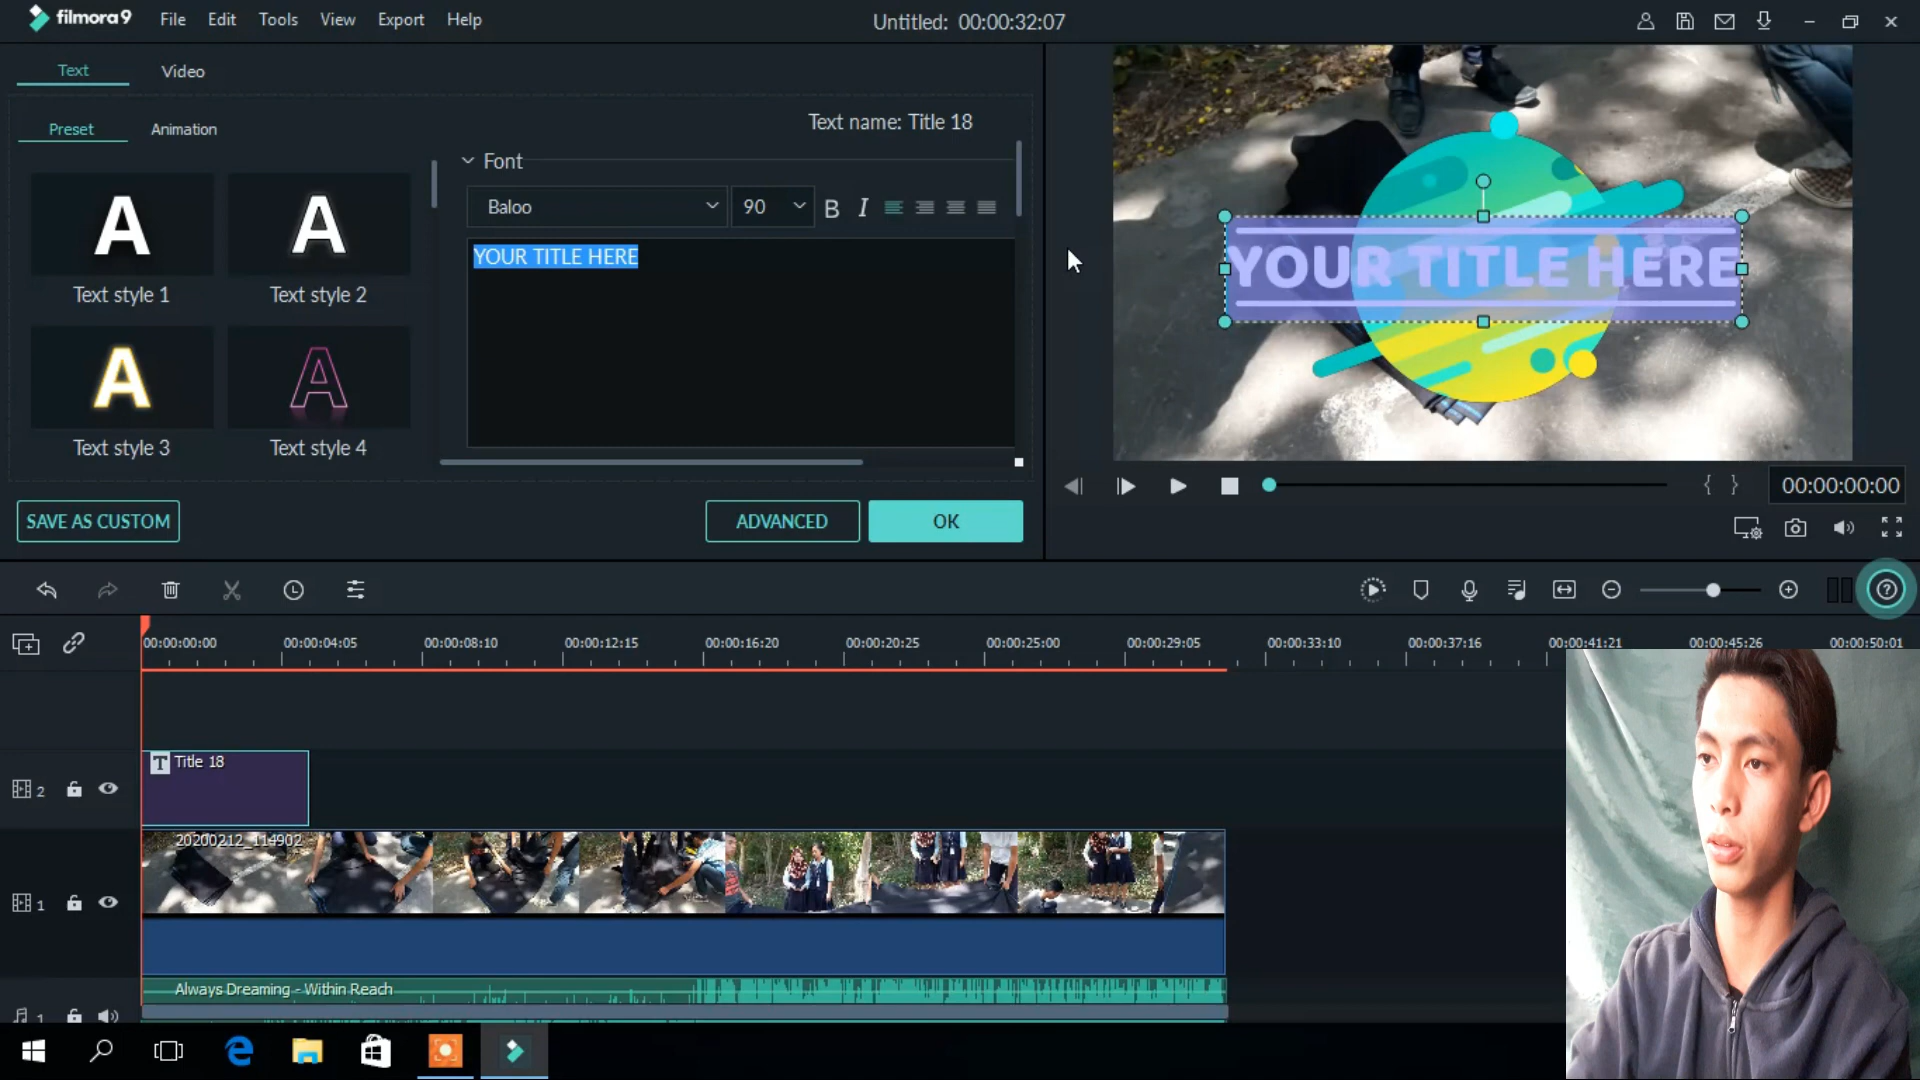 filmora9 File Edit Tools View Export Help Untitled: 00:00:32:07
Text Video
Preset Animation Text name: Title 18
Font
Baloo 90 B I
YOUR TITLE HERE
A A
Text style 1 Text style 2
A A
Text style 3 Text style 4
SAVE AS CUSTOM ADVANCED OK
YOUR TITLE HERE
{ } 00:00:00:00
00:00:00:00 00:00:04:05 00:00:08:10 00:00:12:15 00:00:16:20 00:00:20:25 00:00:25:00 00:00:29:05 00:00:33:10 00:00:37:16 00:00:41:21 00:00:45:26 00:00:50:01
T Title 18
2
20200212_114902
1
Always Dreaming - Within Reach
1